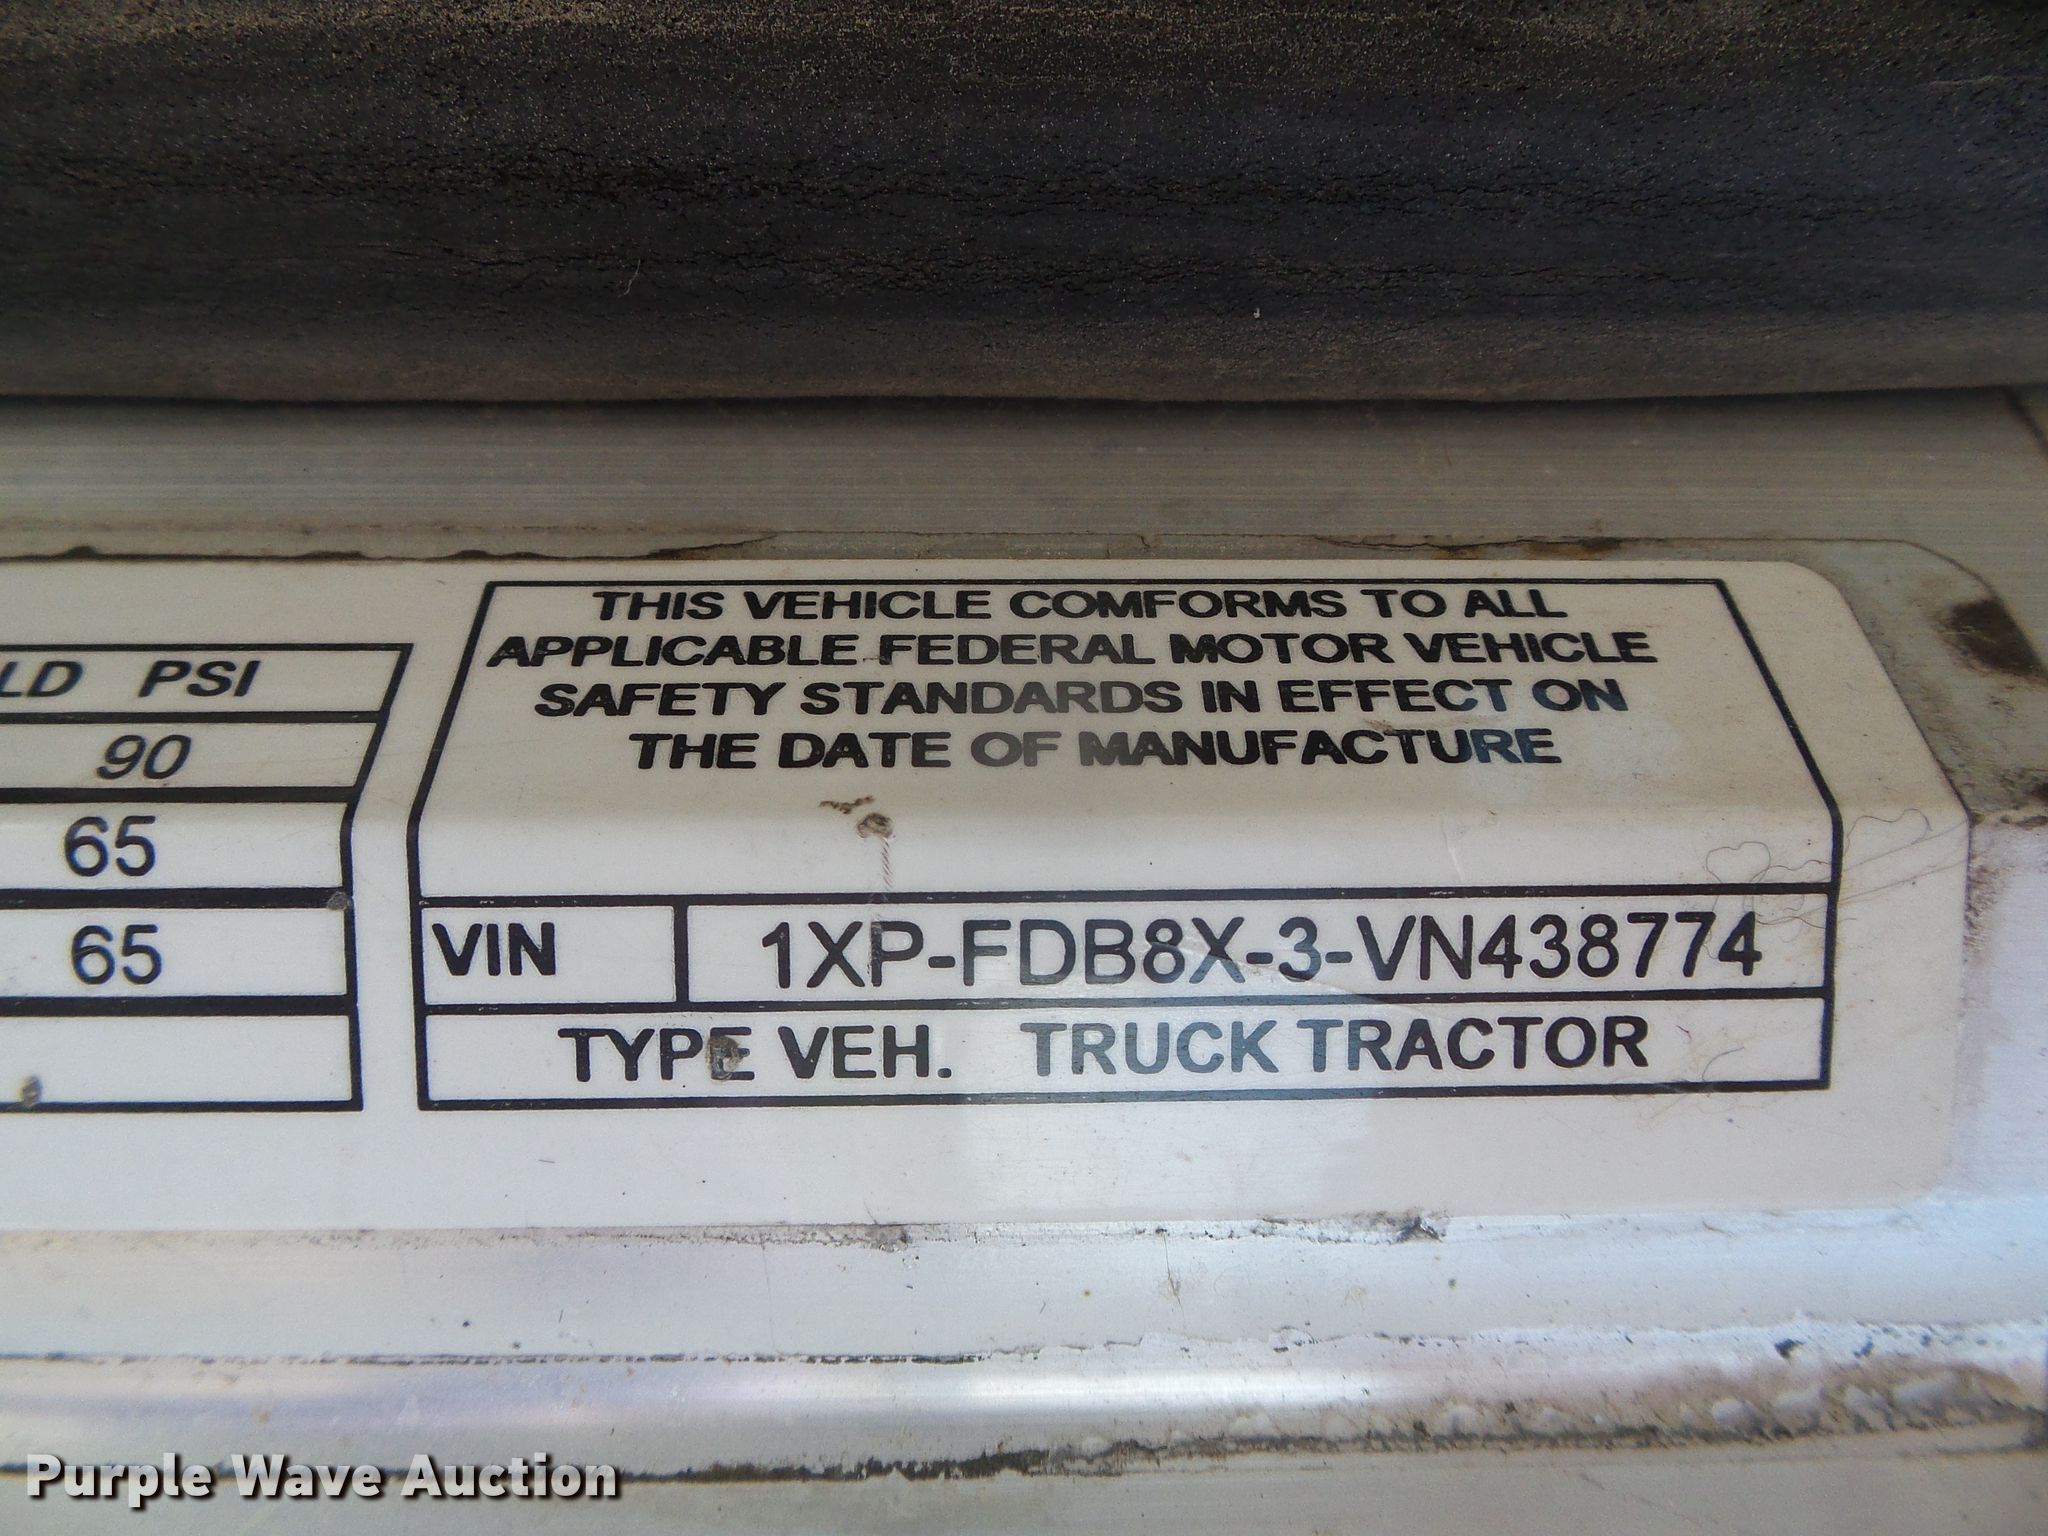 THIS VEHICLE COMFORMS TO ALL
APPLICABLE FEDERAL MOTOR VEHICLE
SAFETY STANDARDS IN EFFECT ON
THE DATE OF MANUFACTURE
LD PSI
90
65
65
VIN 1XP-FDB8X-3-VN438774
TYPE VEH. TRUCK TRACTOR
Purple Wave Auction